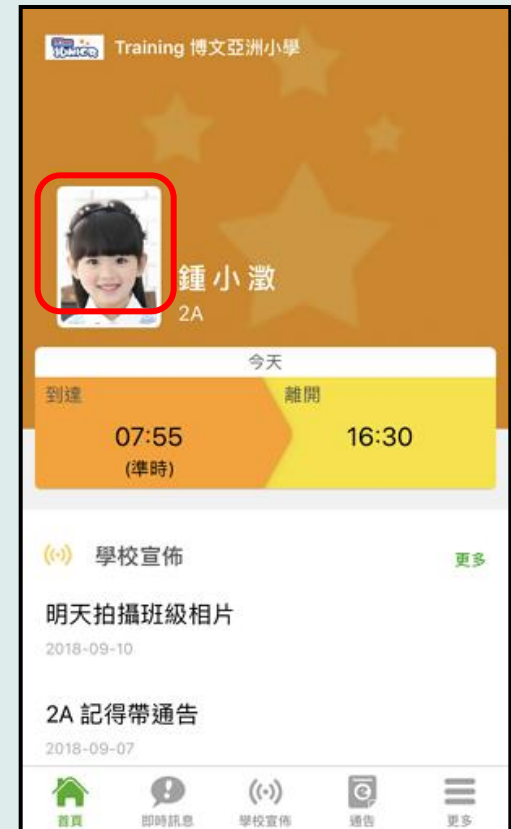 Training 博文亞洲小學
鍾小澂
2A
今天
到達
離開
07:55
16:30
(準時)
學校宣佈
更多
明天拍攝班級相片
2018-09-10
2A 記得帶通告
2018-09-07
首頁
即時訊息
學校宣佈
通告
更多